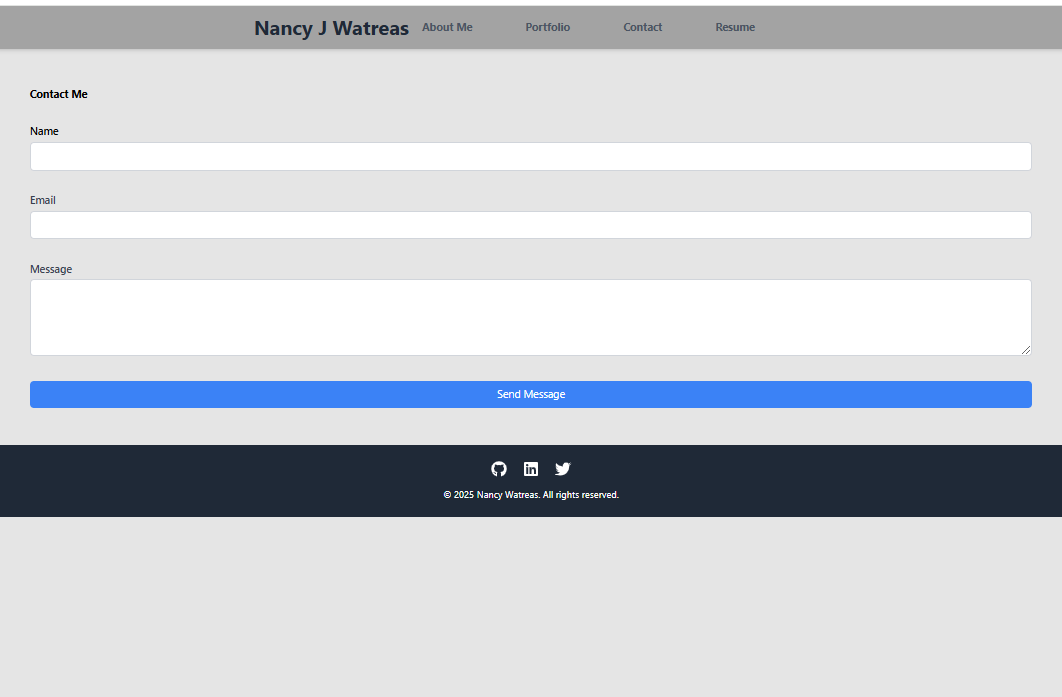 Nancy J Watreas About Me Portfolio Contact Resume
Contact Me
Name
Email
Message
Send Message
© 2025 Nancy Watreas. All rights reserved.